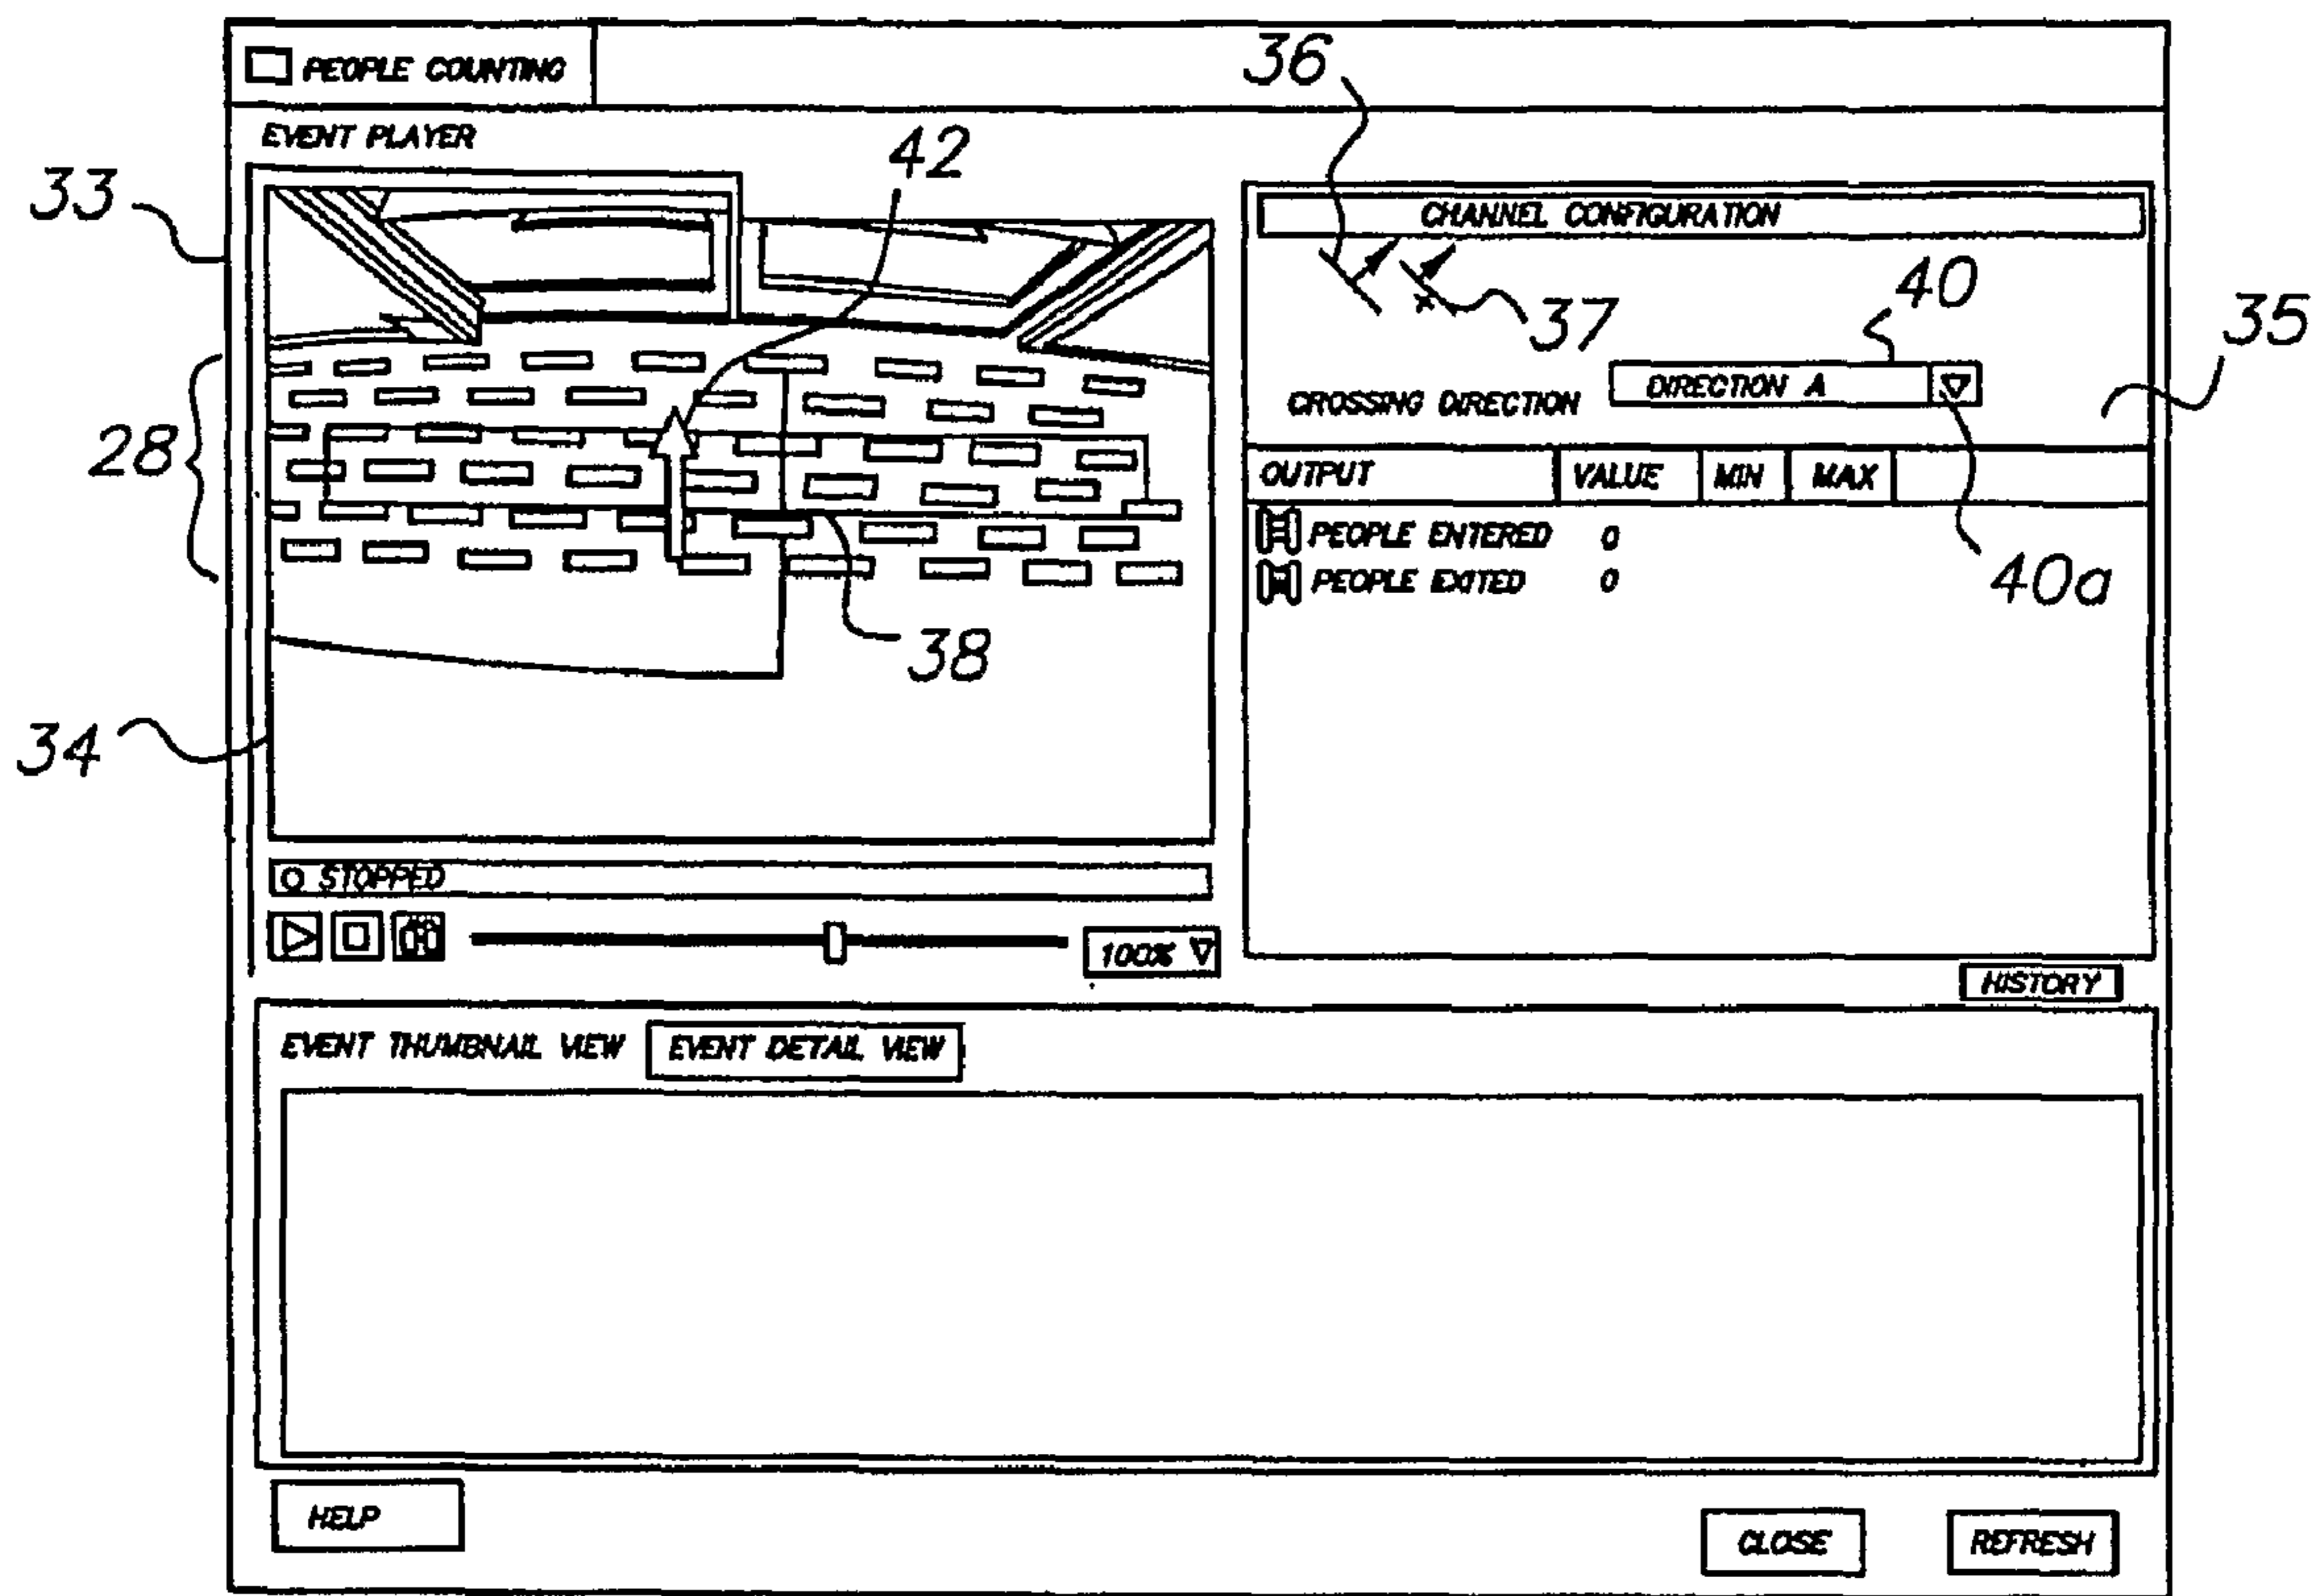 PEOPLE COUNTING
36
EVENT PLAYER
42
33
CHANNEL CONFIGURATION
37
40
35
CROSSING DIRECTION
DIRECTION A
28
OUTPUT VALUE MIN MAX
PEOPLE ENTERED 0
PEOPLE EXITED 0
40a
38
34
STOPPED
100%
HISTORY
EVENT THUMBNAIL VIEW
EVENT DETAIL VIEW
HELP
CLOSE
REFRESH